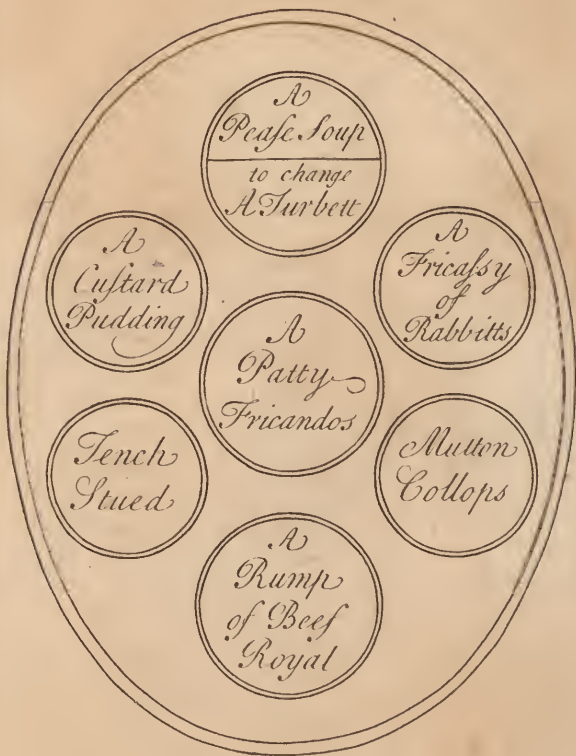 A
Peaſe Soup
to change
A Turbett
A
Cuſtard
Pudding
A
Fricaſsy
of
Rabbitts
A
Patty
Fricandos
Tench
Stued
Mutton
Collops
A
Rump
of Beef
Royal